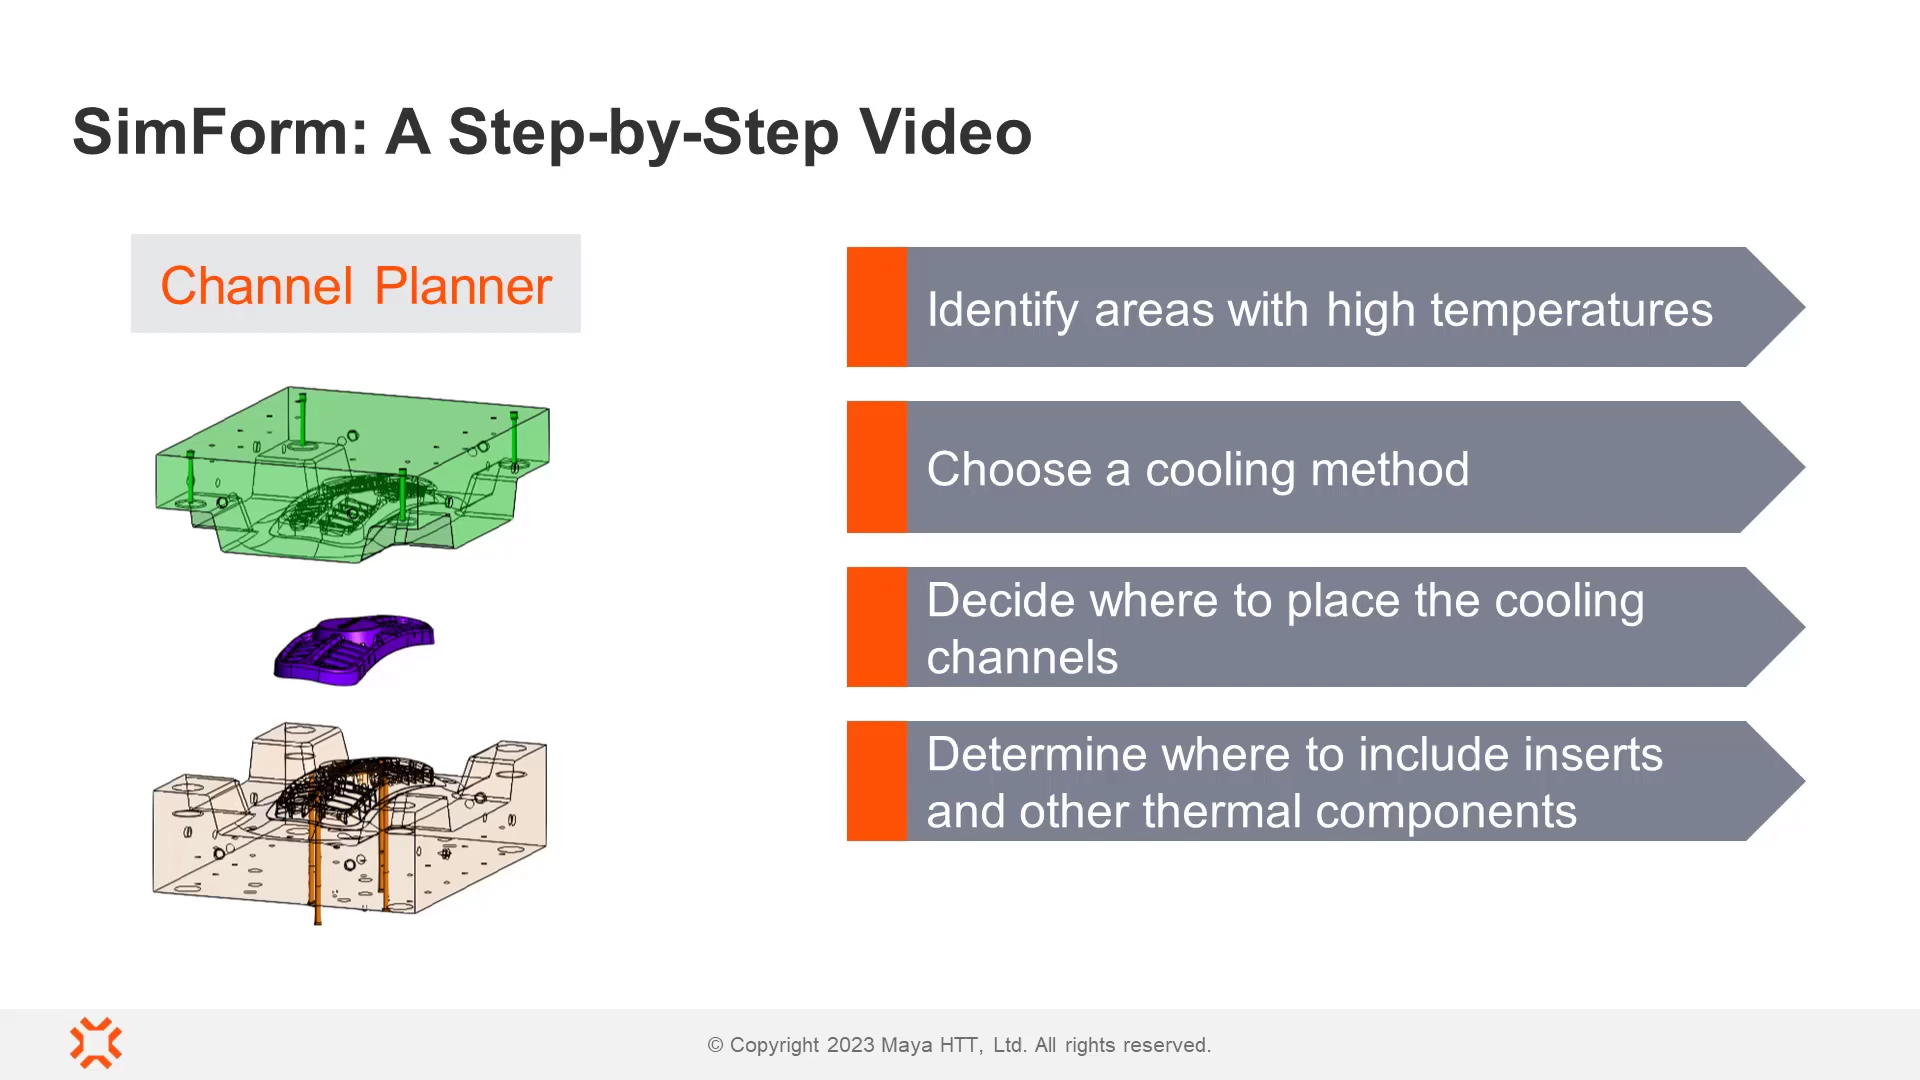 SimForm: A Step-by-Step Video
Channel Planner
Identify areas with high temperatures
Choose a cooling method
Decide where to place the cooling
channels
Determine where to include inserts
and other thermal components
© Copyright 2023 Maya HTT, Ltd. All rights reserved.